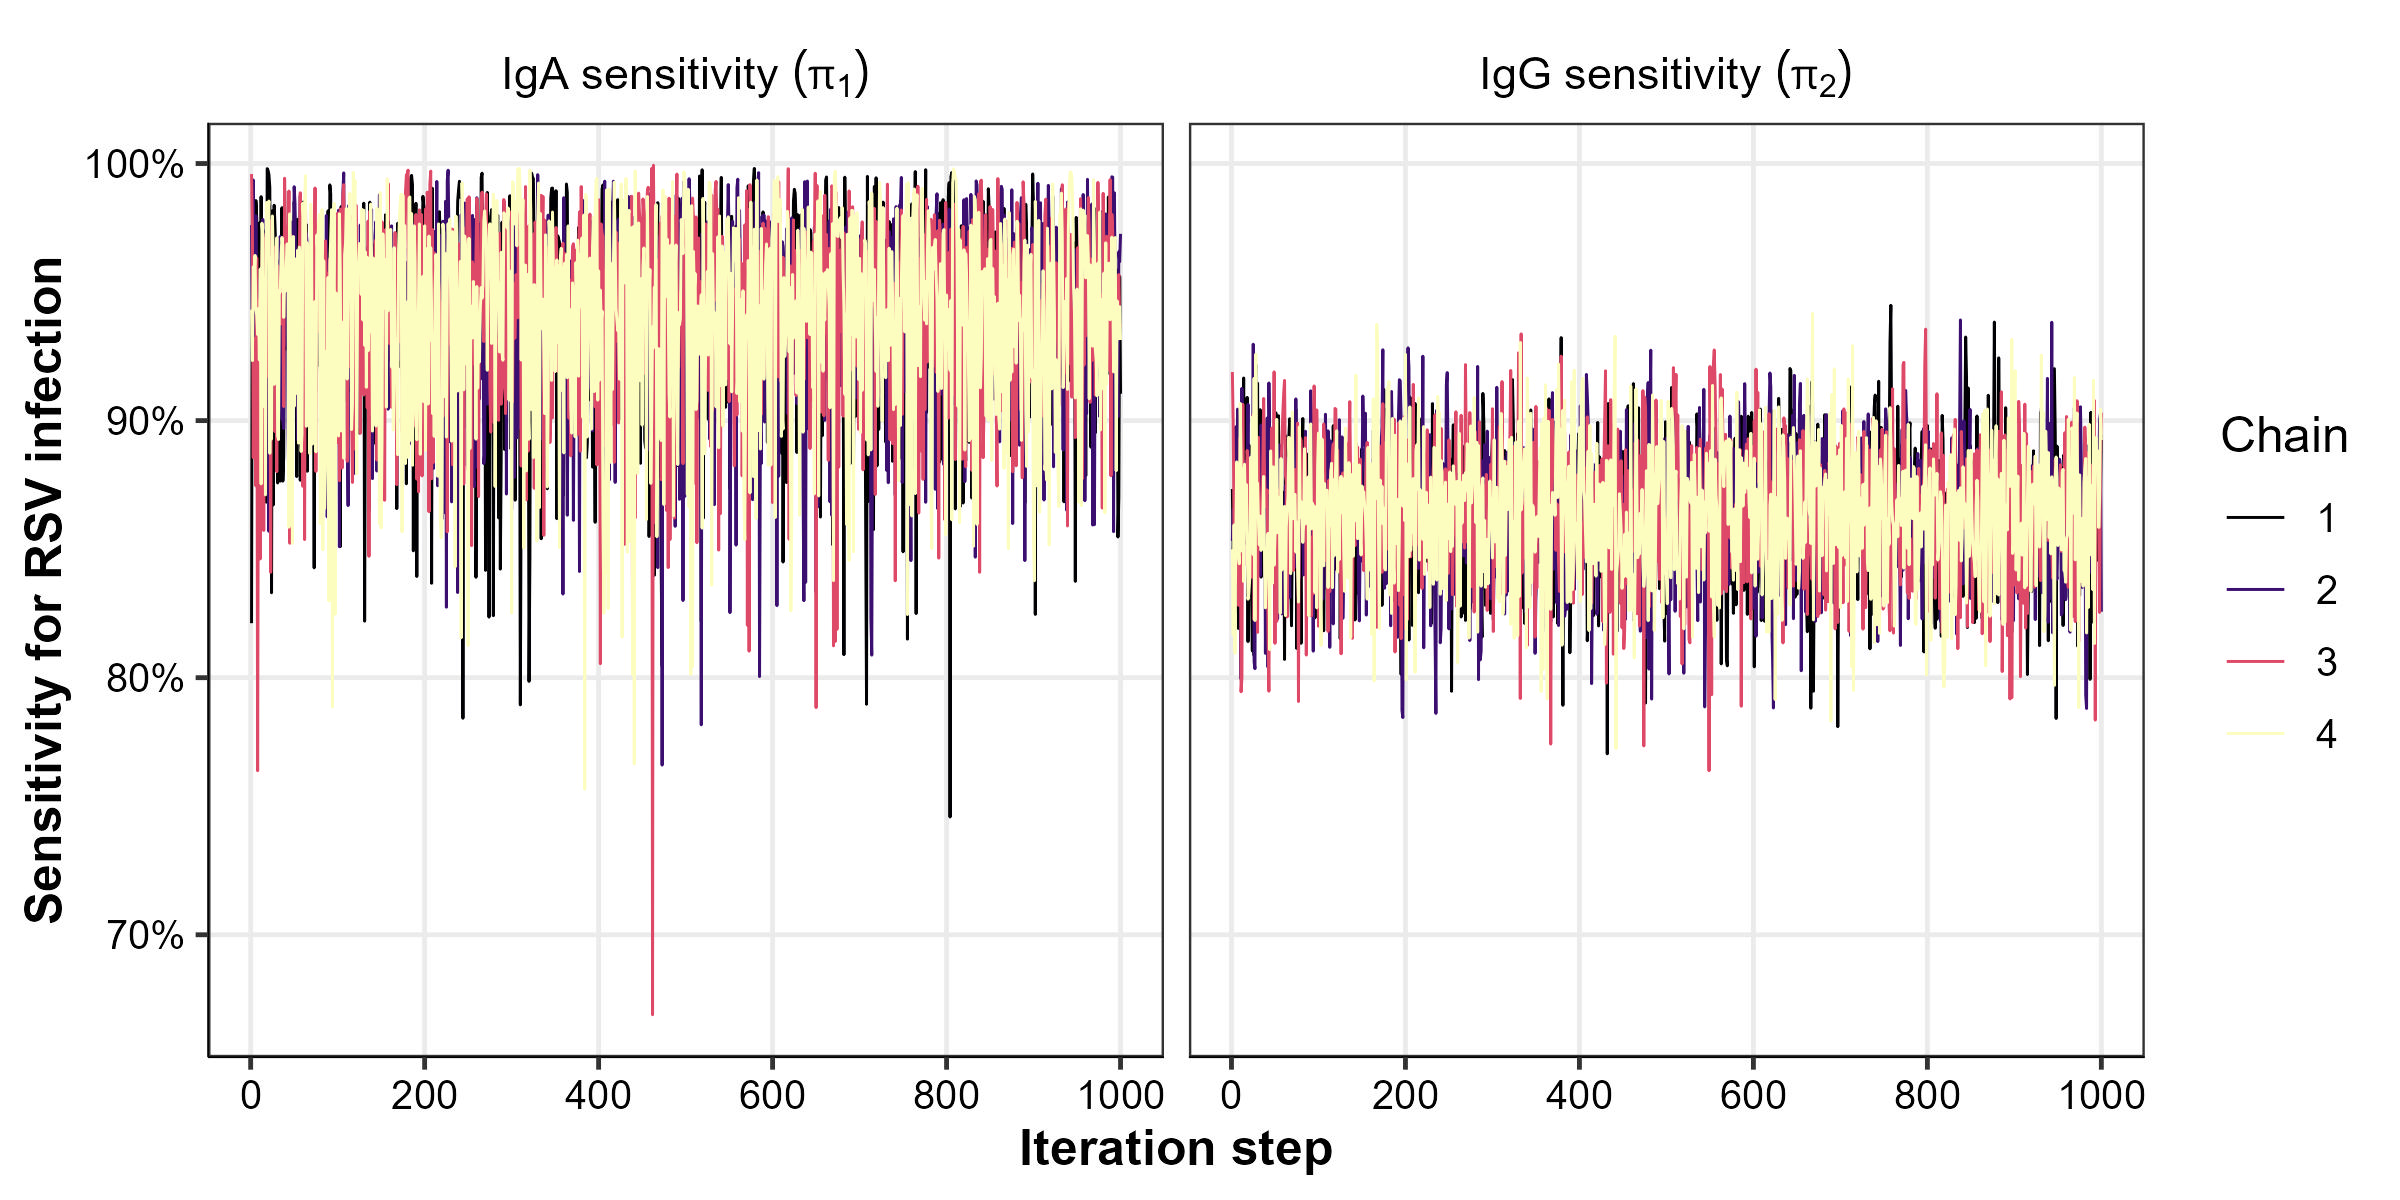 IgA sensitivity (π₁)
IgG sensitivity (π₂)
Sensitivity for RSV infection
100%
90%
80%
70%
0 200 400 600 800 1000
0 200 400 600 800 1000
Iteration step
Chain
1
2
3
4